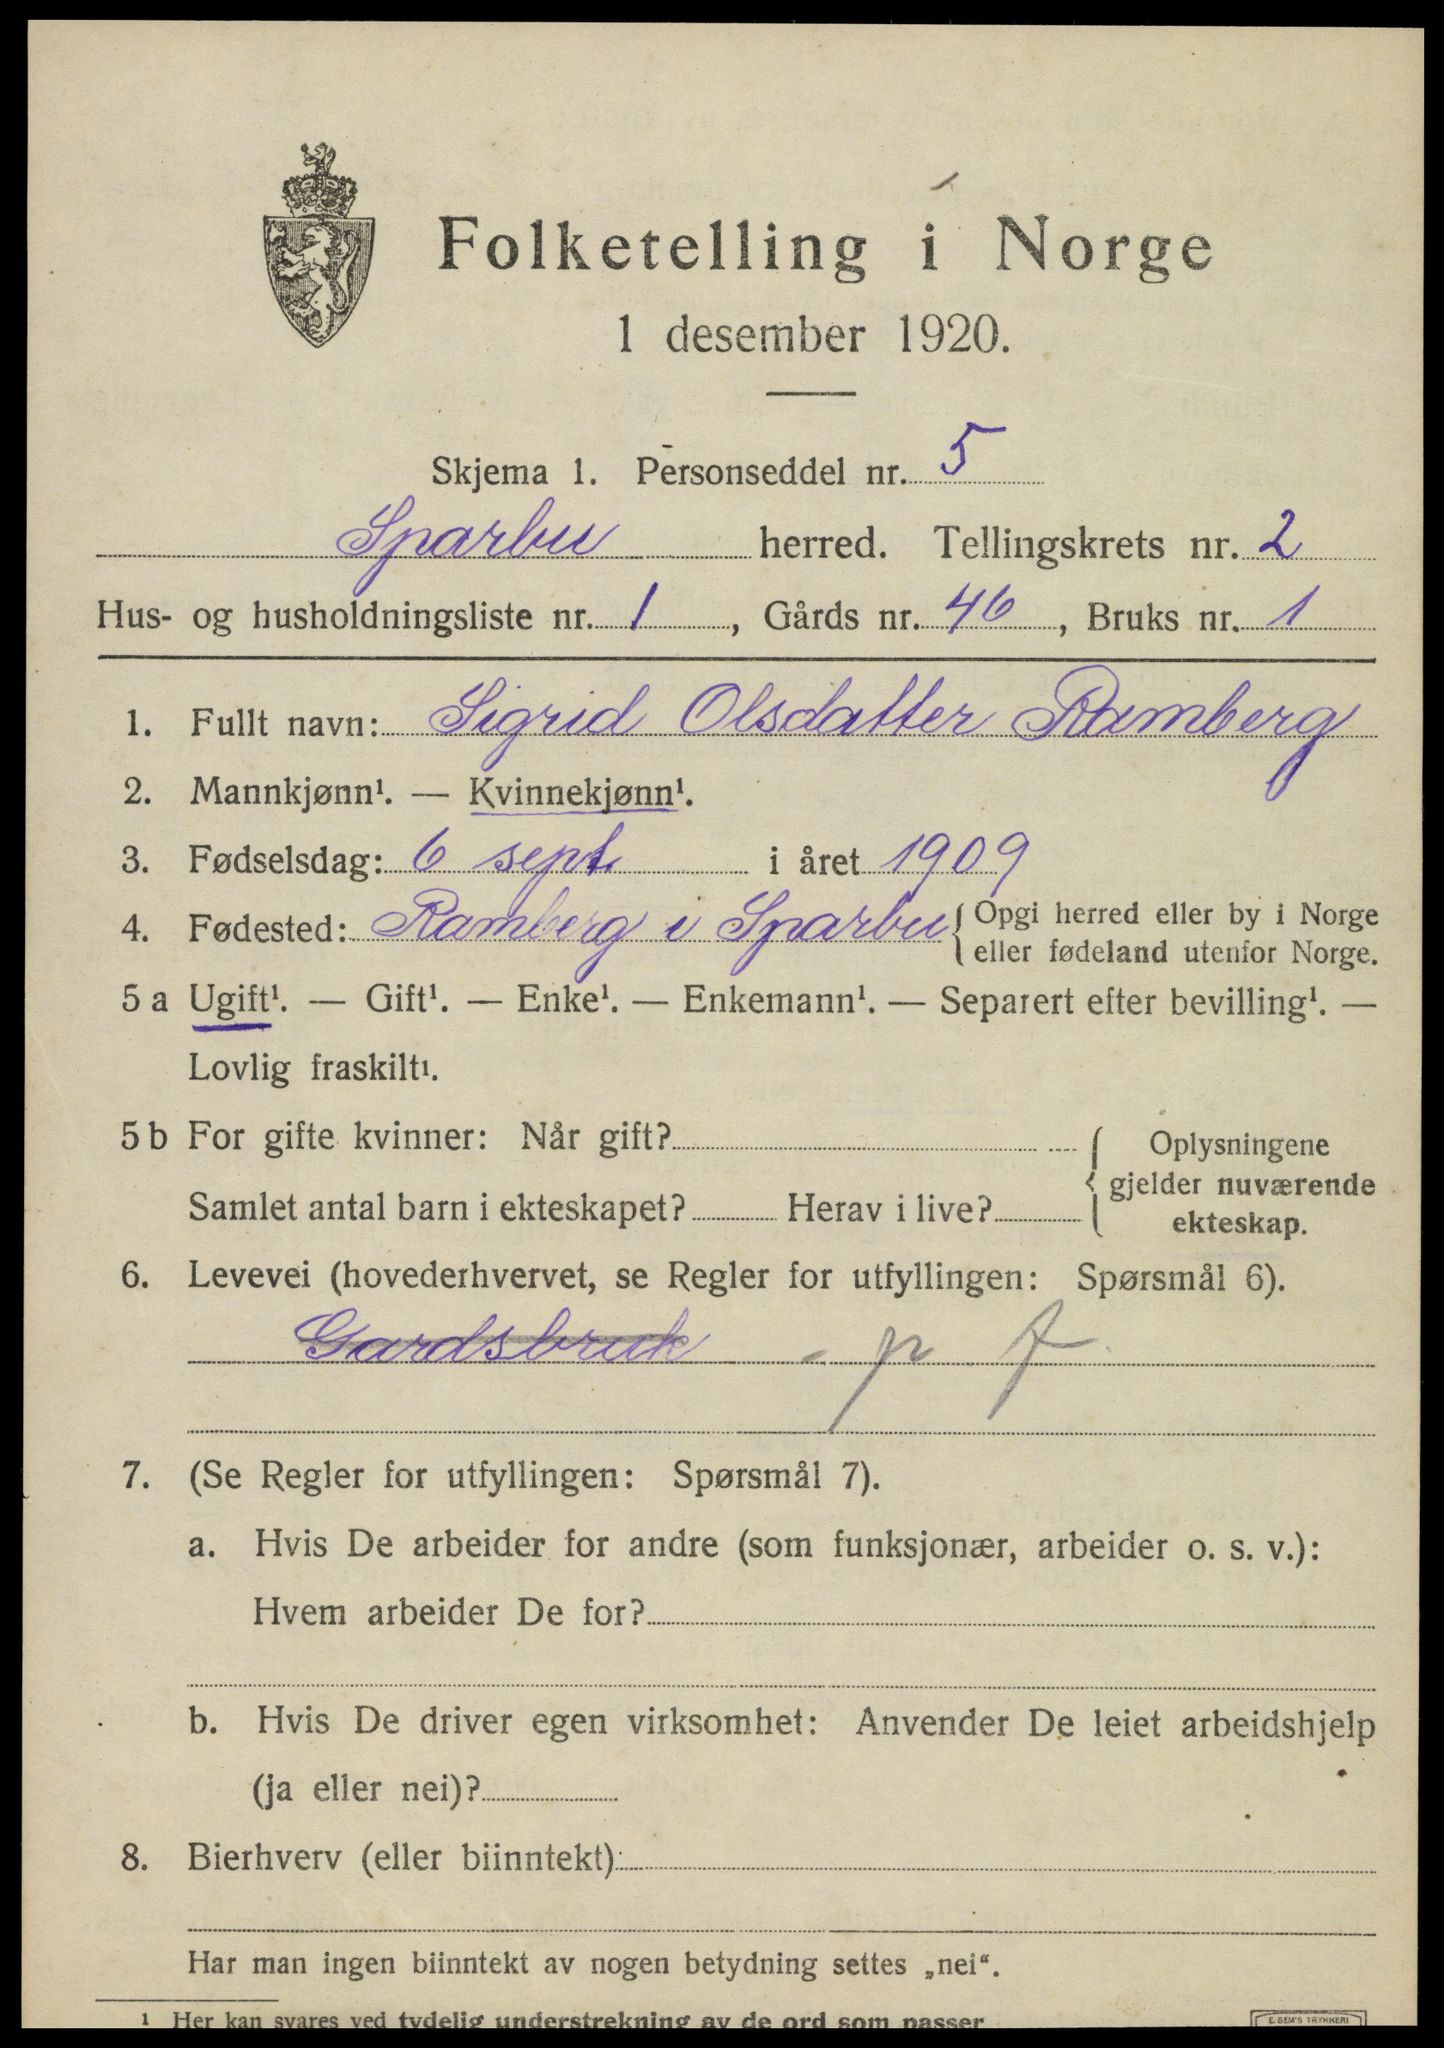 Folketelling i Norge
1 desember 1920.
Skjema 1. Personseddel nr. 5
Sparbu herred. Tellingskrets nr. 2
Hus- og husholdningsliste nr. 1, Gårds nr. 46, Bruks nr. 1
1. Fullt navn: Sigrid Olsdatter Ramberg
2. Mannkjønn¹. — Kvinnekjønn¹.
3. Fødselsdag: 6 sept. i året 1909
4. Fødested: Ramberg i Sparbu { Opgi herred eller by i Norge
eller fødeland utenfor Norge.
5 a Ugift¹. — Gift¹. — Enke¹. — Enkemann¹. — Separert efter bevilling¹. —
Lovlig fraskilt¹.
5 b For gifte kvinner: Når gift? { Oplysningene
gjelder nuværende
ekteskap.
Samlet antal barn i ekteskapet? Herav i live?
6. Levevei (hovederhvervet, se Regler for utfyllingen: Spørsmål 6).
Gardsbruk - p f
7. (Se Regler for utfyllingen: Spørsmål 7).
a. Hvis De arbeider for andre (som funksjonær, arbeider o. s. v.):
Hvem arbeider De for?
b. Hvis De driver egen virksomhet: Anvender De leiet arbeidshjelp
(ja eller nei)?
8. Bierhverv (eller biinntekt):
Har man ingen biinntekt av nogen betydning settes „nei“.
¹ Her kan svares ved tydelig understrekning av de ord som passer
E. SEM'S TRYKKERI